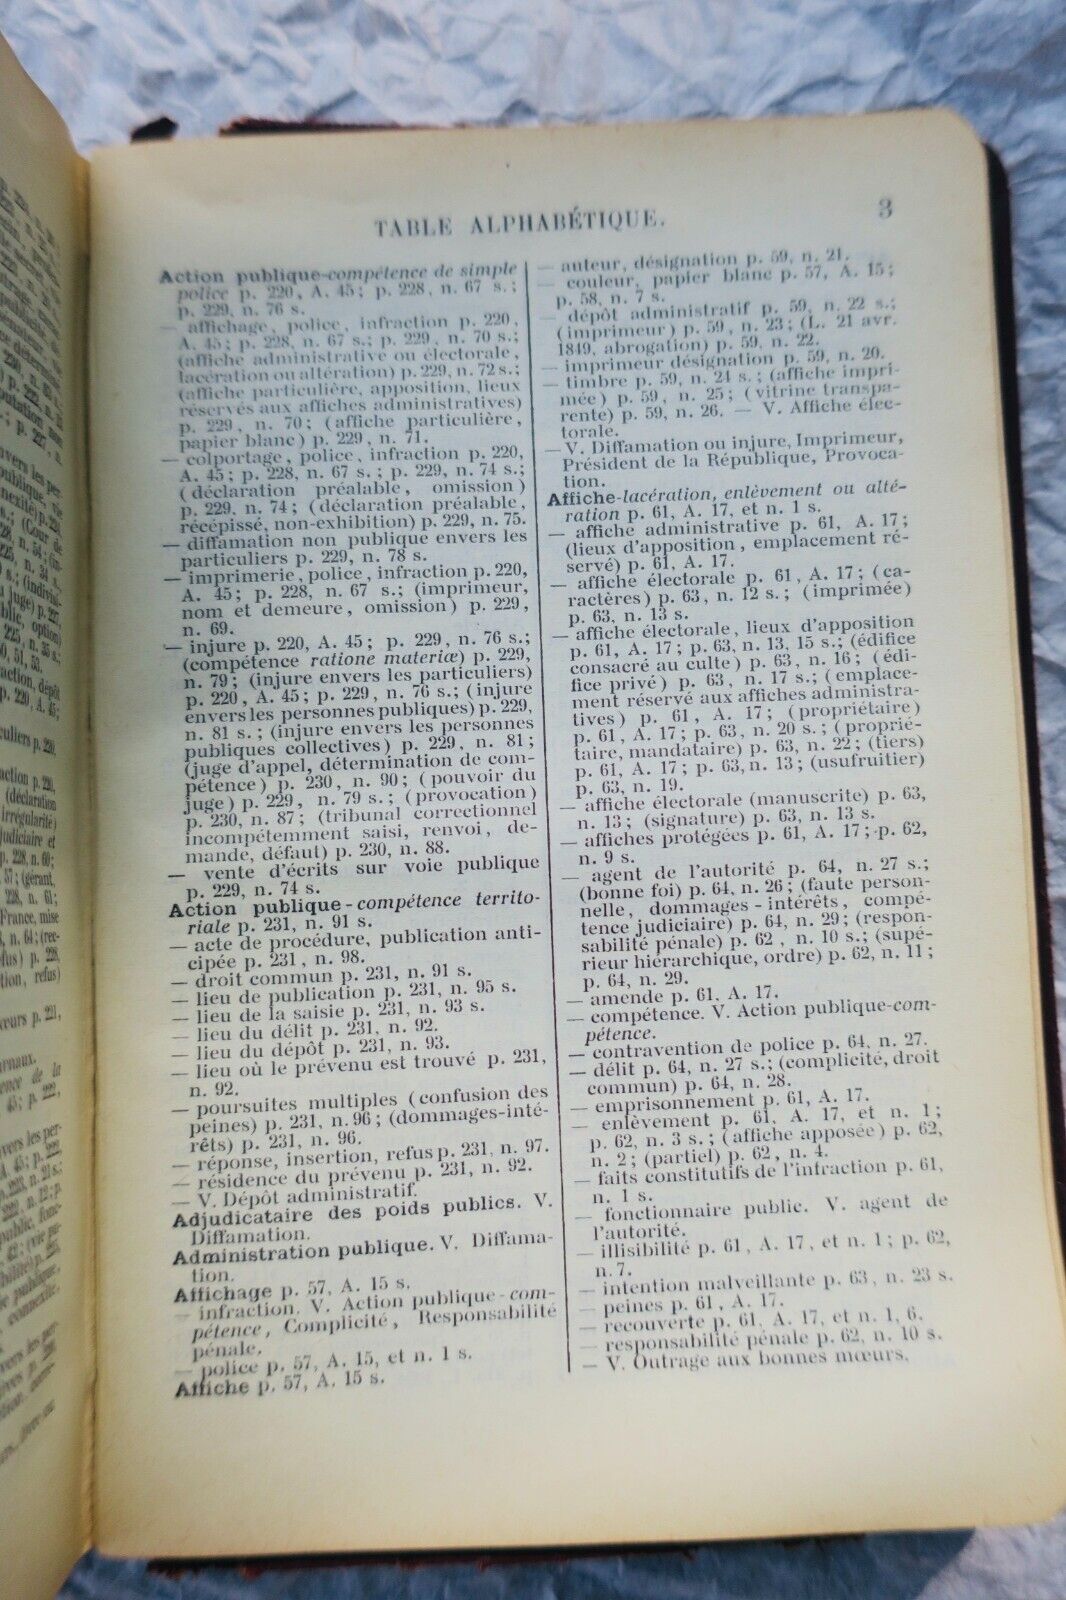 TABLE ALPHABÉTIQUE.
3
Action publique-compétence de simple
police p. 220, A. 45; p. 228, n. 67 s.;
p. 229, n. 76 s.
— affichage, police, infraction p. 220,
A. 45; p. 228, n. 67 s.; p. 229, n. 70 s.;
(affiche administrative ou électorale,
lacération ou altération) p. 229, n. 72 s.;
(affiche particulière, apposition, lieux
réservés aux affiches administratives)
p. 229, n. 70; (affiche particulière,
papier blanc) p. 229, n. 71.
— colportage, police, infraction p. 220,
A. 45; p. 228, n. 67 s.; p. 229, n. 74 s.;
(déclaration préalable, omission)
p. 229, n. 74; (déclaration préalable,
récépissé, non-exhibition) p. 229, n. 75.
— diffamation non publique envers les
particuliers p. 229, n. 78 s.
— imprimerie, police, infraction p. 220,
A. 45; p. 228, n. 67 s.; (imprimeur,
nom et demeure, omission) p. 229,
n. 69.
— injure p. 220, A. 45; p. 229, n. 76 s.;
(compétence ratione materiæ) p. 229,
n. 79; (injure envers les particuliers)
p. 220, A. 45; p. 229, n. 76 s.; (injure
envers les personnes publiques) p. 229,
n. 81 s.; (injure envers les personnes
publiques collectives) p. 229, n. 81;
(juge d'appel, détermination de com-
pétence) p. 230, n. 90; (pouvoir du
juge) p. 229, n. 79 s.; (provocation)
p. 230, n. 87; (tribunal correctionnel
incompétemment saisi, renvoi, de-
mande, défaut) p. 230, n. 88.
— vente d'écrits sur voie publique
p. 229, n. 74 s.
Action publique-compétence territo-
riale p. 231, n. 91 s.
— acte de procédure, publication anti-
cipée p. 231, n. 98.
— droit commun p. 231, n. 91 s.
— lieu de publication p. 231, n. 95 s.
— lieu de la saisie p. 231, n. 93 s.
— lieu du délit p. 231, n. 92.
— lieu du dépôt p. 231, n. 93.
— lieu où le prévenu est trouvé p. 231,
n. 92.
— poursuites multiples (confusion des
peines) p. 231, n. 96; (dommages-inté-
rêts) p. 231, n. 96.
— réponse, insertion, refus p. 231, n. 97.
— résidence du prévenu p. 231, n. 92.
— V. Dépôt administratif.
Adjudicataire des poids publics. V.
Diffamation.
Administration publique. V. Diffama-
tion.
Affichage p. 57, A. 15 s.
— infraction. V. Action publique-com-
pétence, Complicité, Responsabilité
pénale.
— police p. 57, A. 15, et n. 1 s.
Affiche p. 57, A. 15 s.
— auteur, désignation p. 59, n. 21.
— couleur, papier blanc p. 57, A. 15;
p. 58, n. 7 s.
— dépôt administratif p. 59, n. 22 s.;
(imprimeur) p. 59, n. 23; (L. 21 avr.
1849, abrogation) p. 59, n. 22.
— imprimeur désignation p. 59, n. 20.
— timbre p. 59, n. 24 s.; (affiche impri-
mée) p. 59, n. 25; (vitrine transpa-
rente) p. 59, n. 26. — V. Affiche élec-
torale.
— V. Diffamation ou injure, Imprimeur,
Président de la République, Provoca-
tion.
Affiche-lacération, enlèvement ou alté-
ration p. 61, A. 17, et n. 1 s.
— affiche administrative p. 61, A. 17;
(lieux d'apposition, emplacement ré-
servé) p. 61, A. 17.
— affiche électorale p. 61, A. 17; (ca-
ractères) p. 63, n. 12 s.; (imprimée)
p. 63, n. 13 s.
— affiche électorale, lieux d'apposition
p. 61, A. 17; p. 63, n. 13, 15 s.; (édifice
consacré au culte) p. 63, n. 16; (édi-
fice privé) p. 63, n. 17 s.; (emplace-
ment réservé aux affiches administra-
tives) p. 61, A. 17; (propriétaire)
p. 61, A. 17; p. 63, n. 20 s.; (proprié-
taire, mandataire) p. 63, n. 22; (tiers)
p. 61, A. 17; p. 63, n. 13; (usufruitier)
p. 63, n. 19.
— affiche électorale (manuscrite) p. 63,
n. 13; (signature) p. 63, n. 13 s.
— affiches protégées p. 61, A. 17; p. 62,
n. 9 s.
— agent de l'autorité p. 64, n. 27 s.;
(bonne foi) p. 64, n. 26; (faute person-
nelle, dommages-intérêts, compé-
tence judiciaire) p. 64, n. 29; (respon-
sabilité pénale) p. 62, n. 10 s.; (supé-
rieur hiérarchique, ordre) p. 62, n. 11;
p. 64, n. 29.
— amende p. 61, A. 17.
— compétence. V. Action publique-com-
pétence.
— contravention de police p. 64, n. 27.
— délit p. 64, n. 27 s.; (complicité, droit
commun) p. 64, n. 28.
— emprisonnement p. 61, A. 17.
— enlèvement p. 61, A. 17, et n. 1;
p. 62, n. 3 s.; (affiche apposée) p. 62,
n. 2; (partiel) p. 62, n. 4.
— faits constitutifs de l'infraction p. 61,
n. 1 s.
— fonctionnaire public. V. agent de
l'autorité.
— illisibilité p. 61, A. 17, et n. 1; p. 62,
n. 7.
— intention malveillante p. 63, n. 23 s.
— peines p. 61, A. 17.
— recouverte p. 61, A. 17, et n. 1, 6.
— responsabilité pénale p. 62, n. 10 s.
— V. Outrage aux bonnes mœurs.